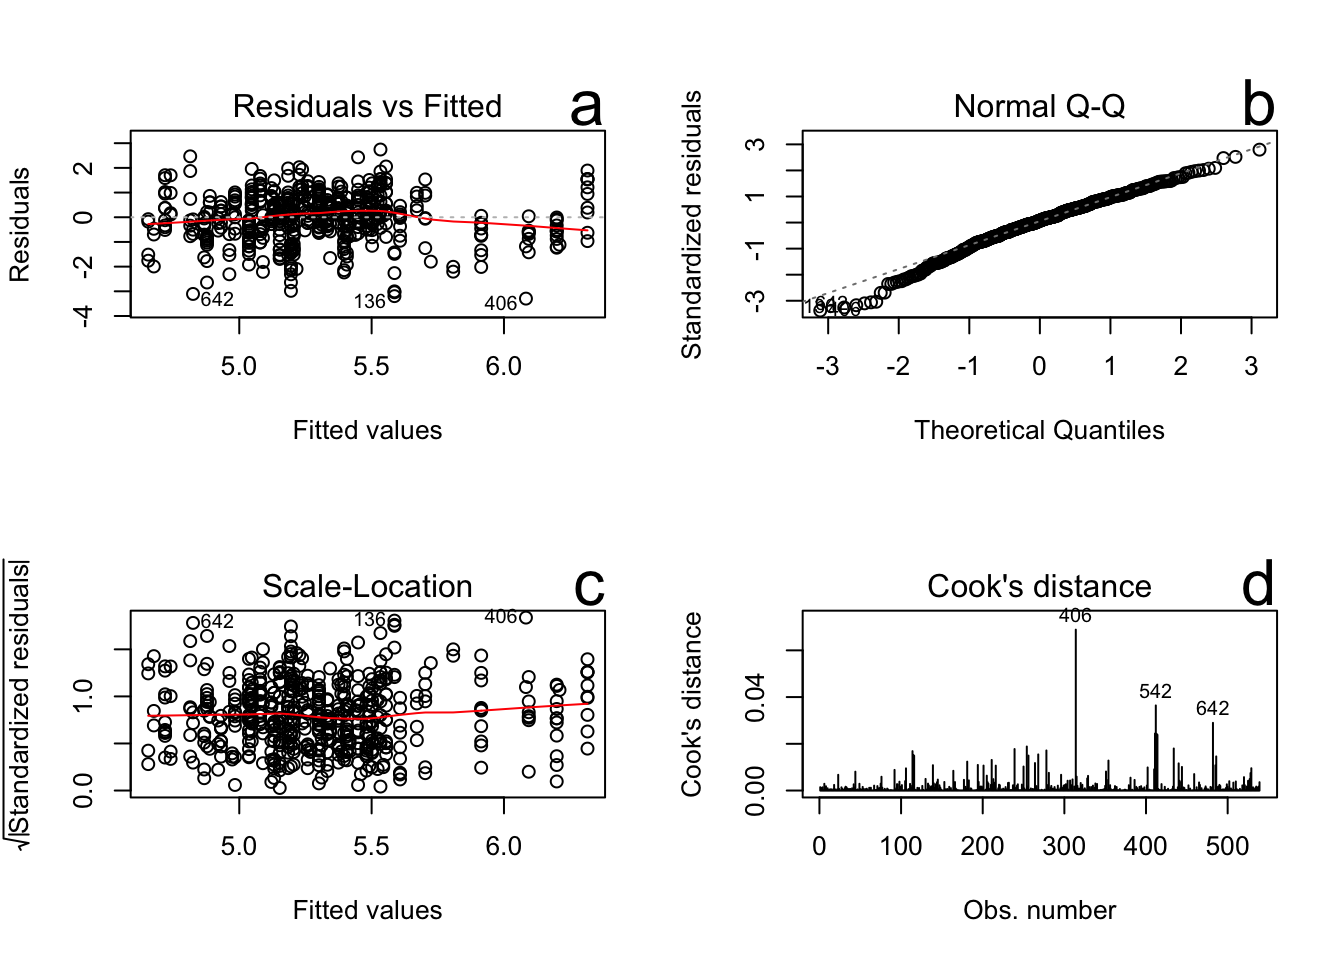 Residuals vs Fitted
a
Residuals
2
0
-2
-4
642
136
406
5.0 5.5 6.0
Fitted values
Normal Q-Q
b
Standardized residuals
3
1
-1
-3
642
-3 -2 -1 0 1 2 3
Theoretical Quantiles
Scale-Location
c
√|Standardized residuals|
1.0
0.0
642
136
406
5.0 5.5 6.0
Fitted values
Cook's distance
d
Cook's distance
0.04
0.00
406
542
642
0 100 200 300 400 500
Obs. number